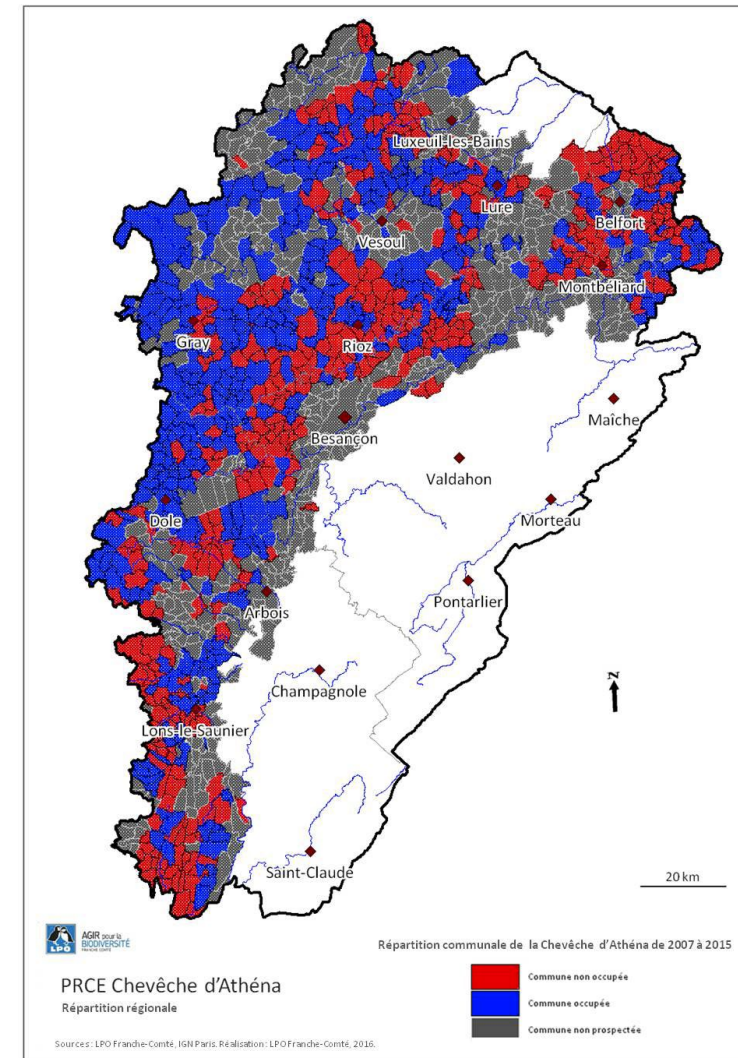 Luxeuil-les-Bains
Lure
Belfort
Vesoul
Montbéliard
Gray
Rioz
Maîche
Besançon
Valdahon
Dole
Morteau
Pontarlier
Arbois
N
Champagnole
Lons-le-Saunier
Saint-Claude
20 km
LPO
AGIR pour la
BIODIVERSITÉ
FRANCHE-COMTÉ
Répartition communale de la Chevêche d'Athéna de 2007 à 2015
PRCE Chevêche d'Athéna
Répartition régionale
Commune non occupée
Commune occupée
Commune non prospectée
Sources : LPO Franche-Comté, IGN Paris. Réalisation : LPO Franche-Comté, 2016.